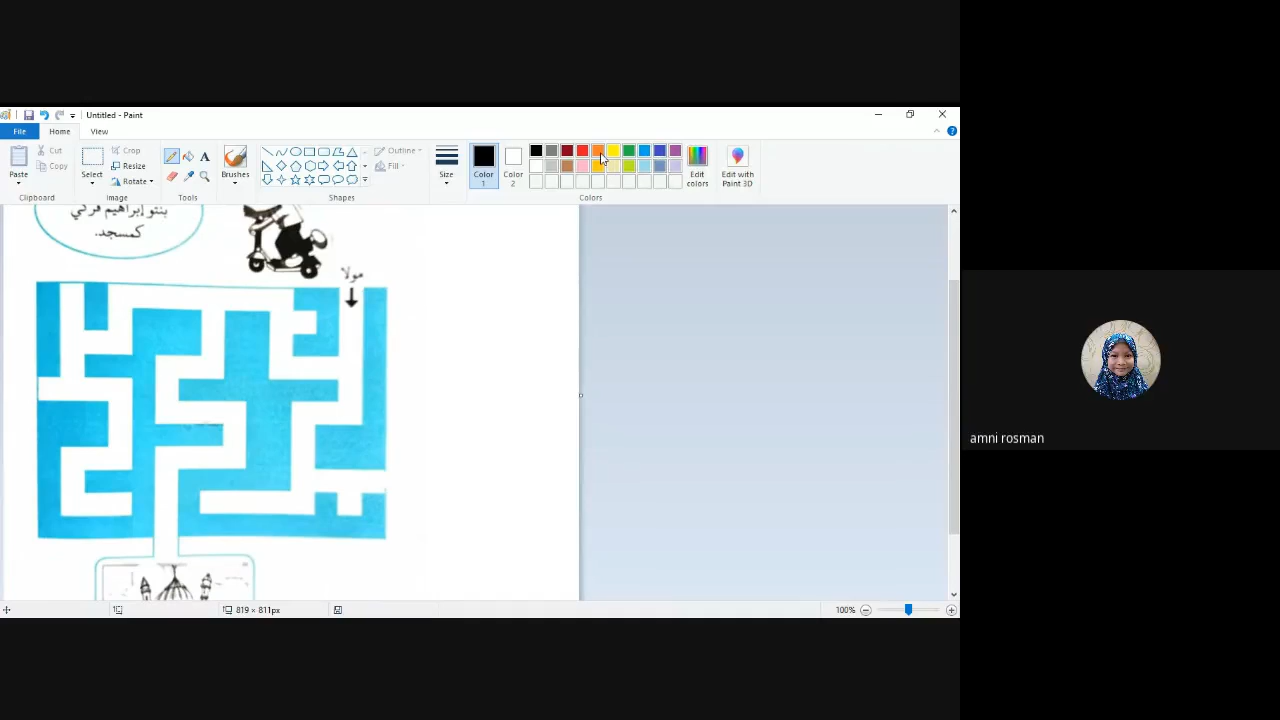 Untitled - Paint
File
Home
View
Paste
Cut
Copy
Clipboard
Select
Crop
Resize
Rotate
Image
Tools
Brushes
Shapes
Outline
Fill
Size
Color
1
Color
2
Colors
Edit
colors
Edit with
Paint 3D
بنتو إبراهيم ڤرݢي
کمسجد.
مولا
819 × 811px
100%
amni rosman